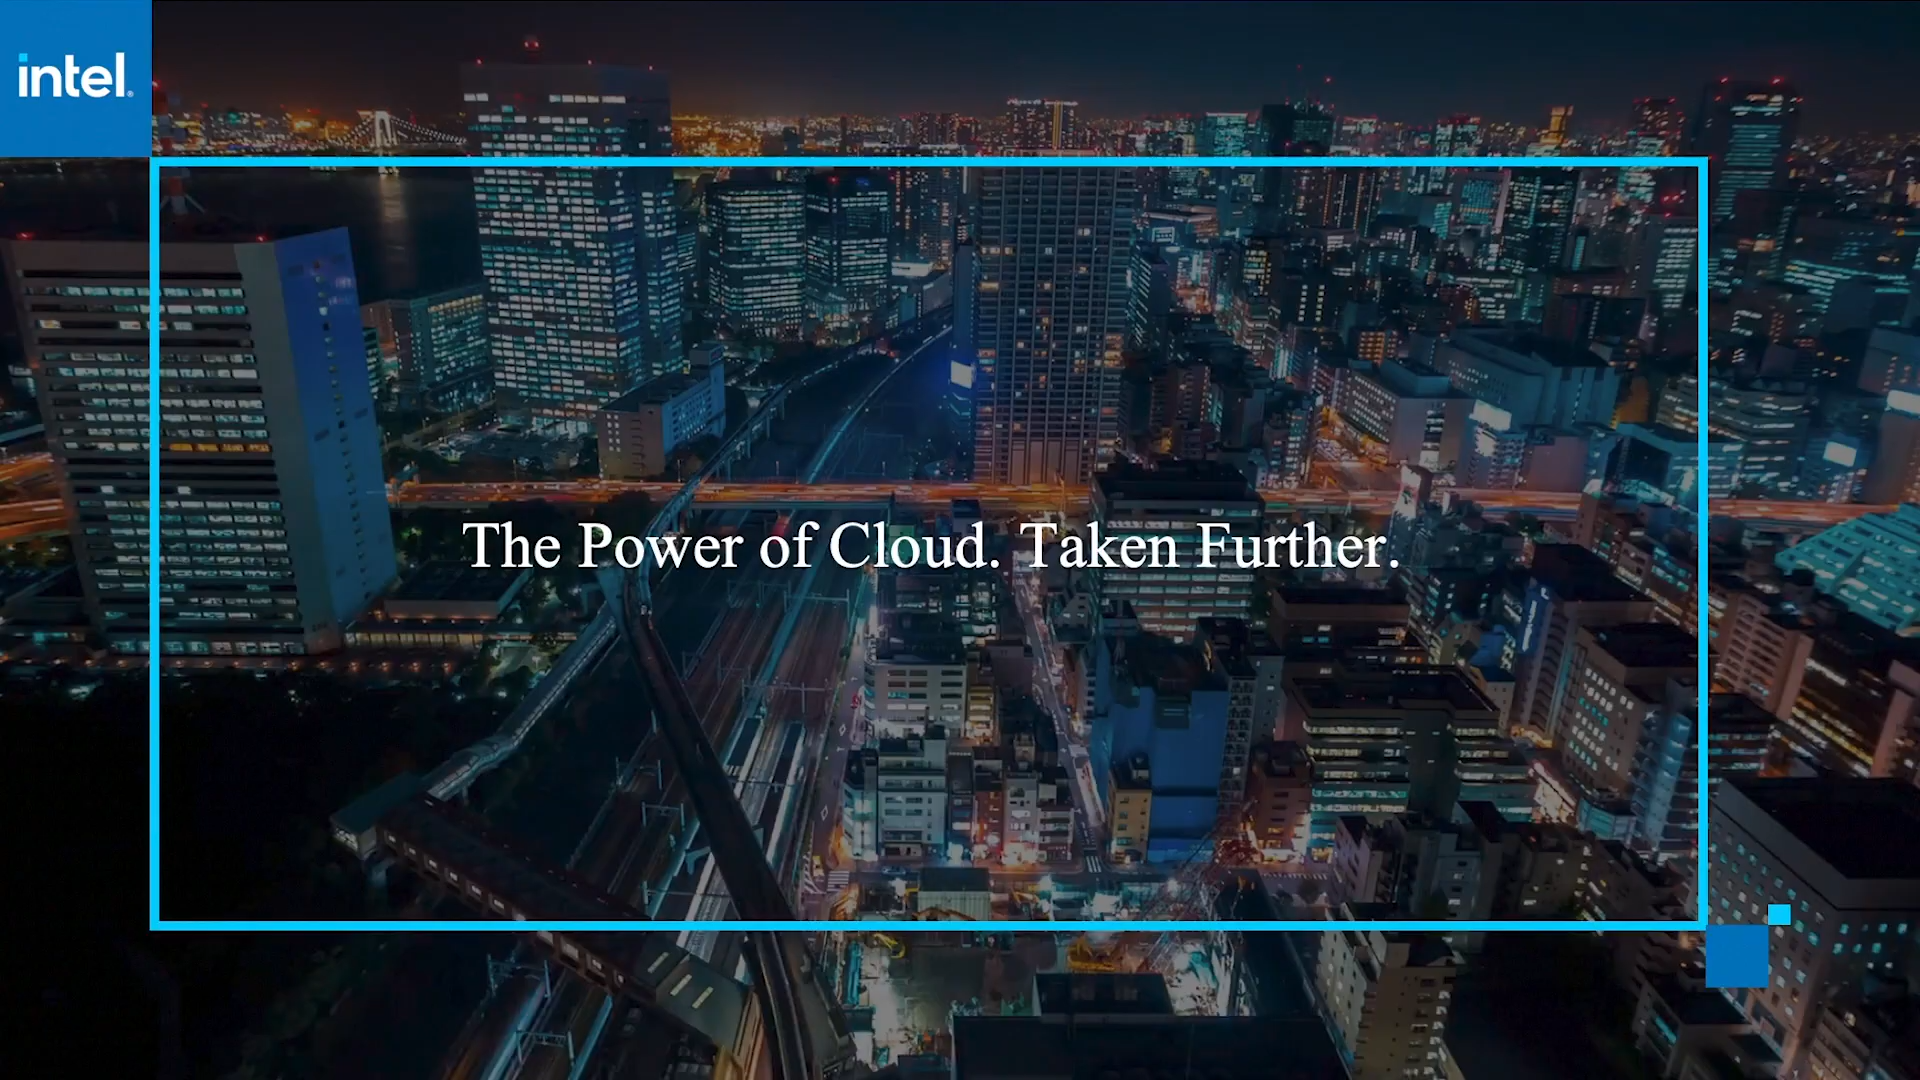 intel.
The Power of Cloud. Taken Further.